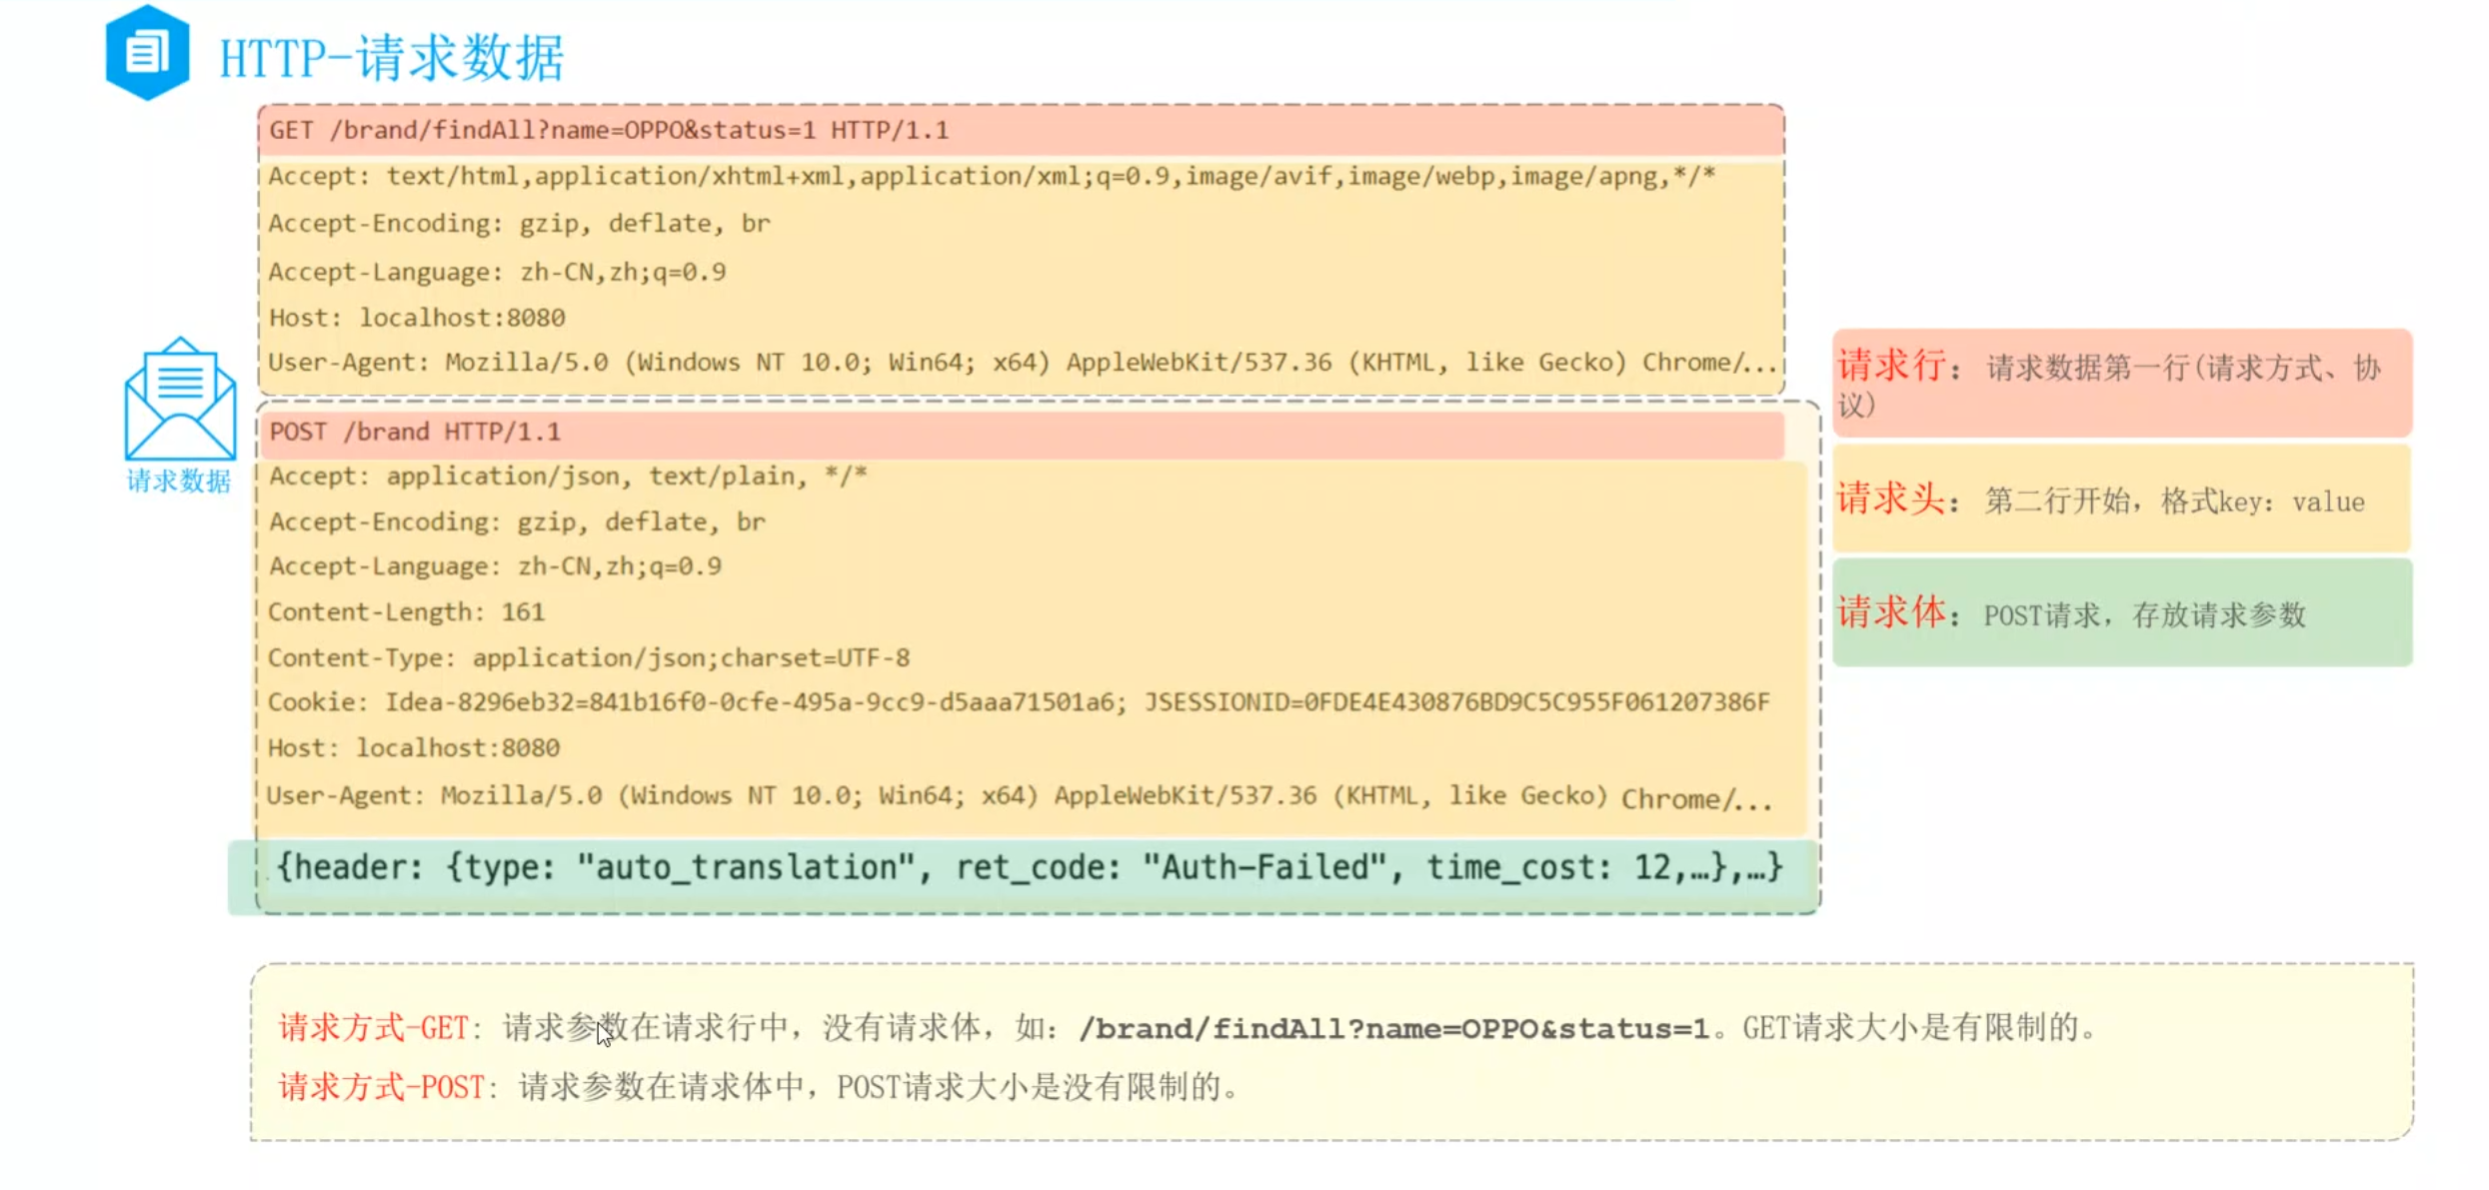 HTTP-请求数据
GET /brand/findAll?name=OPPO&status=1 HTTP/1.1
Accept: text/html,application/xhtml+xml,application/xml;q=0.9,image/avif,image/webp,image/apng,*/*
Accept-Encoding: gzip, deflate, br
Accept-Language: zh-CN,zh;q=0.9
Host: localhost:8080
User-Agent: Mozilla/5.0 (Windows NT 10.0; Win64; x64) AppleWebKit/537.36 (KHTML, like Gecko) Chrome/...
请求数据
POST /brand HTTP/1.1
Accept: application/json, text/plain, */*
Accept-Encoding: gzip, deflate, br
Accept-Language: zh-CN,zh;q=0.9
Content-Length: 161
Content-Type: application/json;charset=UTF-8
Cookie: Idea-8296eb32=841b16f0-0cfe-495a-9cc9-d5aaa71501a6; JSESSIONID=0FDE4E430876BD9C5C955F061207386F
Host: localhost:8080
User-Agent: Mozilla/5.0 (Windows NT 10.0; Win64; x64) AppleWebKit/537.36 (KHTML, like Gecko) Chrome/...
{header: {type: "auto_translation", ret_code: "Auth-Failed", time_cost: 12,…},…}
请求行：请求数据第一行(请求方式、协
议)
请求头：第二行开始，格式key：value
请求体：POST请求，存放请求参数
请求方式-GET：请求参数在请求行中，没有请求体，如：/brand/findAll?name=OPPO&status=1。GET请求大小是有限制的。
请求方式-POST：请求参数在请求体中，POST请求大小是没有限制的。